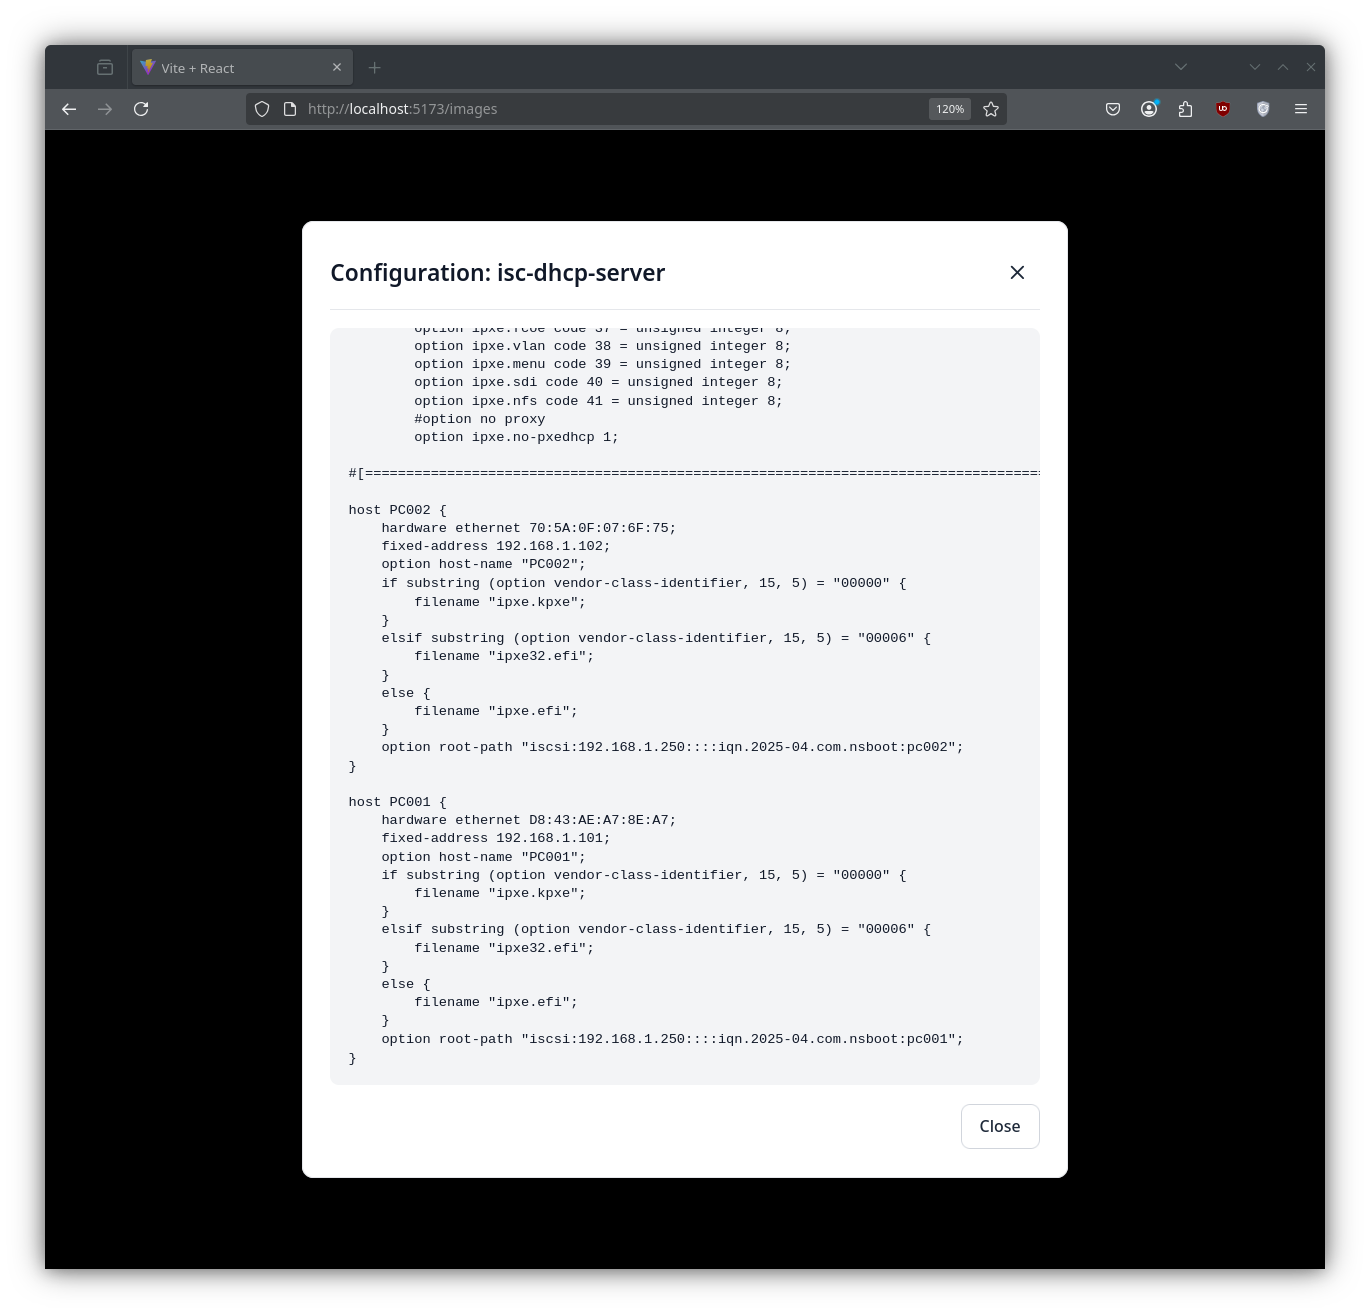 Vite + React
http://localhost:5173/images
120%
Configuration: isc-dhcp-server
        option ipxe.fcoe code 37 = unsigned integer 8;
        option ipxe.vlan code 38 = unsigned integer 8;
        option ipxe.menu code 39 = unsigned integer 8;
        option ipxe.sdi code 40 = unsigned integer 8;
        option ipxe.nfs code 41 = unsigned integer 8;
        #option no proxy
        option ipxe.no-pxedhcp 1;
#[===================================================================================
host PC002 {
    hardware ethernet 70:5A:0F:07:6F:75;
    fixed-address 192.168.1.102;
    option host-name "PC002";
    if substring (option vendor-class-identifier, 15, 5) = "00000" {
        filename "ipxe.kpxe";
    }
    elsif substring (option vendor-class-identifier, 15, 5) = "00006" {
        filename "ipxe32.efi";
    }
    else {
        filename "ipxe.efi";
    }
    option root-path "iscsi:192.168.1.250::::iqn.2025-04.com.nsboot:pc002";
}
host PC001 {
    hardware ethernet D8:43:AE:A7:8E:A7;
    fixed-address 192.168.1.101;
    option host-name "PC001";
    if substring (option vendor-class-identifier, 15, 5) = "00000" {
        filename "ipxe.kpxe";
    }
    elsif substring (option vendor-class-identifier, 15, 5) = "00006" {
        filename "ipxe32.efi";
    }
    else {
        filename "ipxe.efi";
    }
    option root-path "iscsi:192.168.1.250::::iqn.2025-04.com.nsboot:pc001";
}
Close